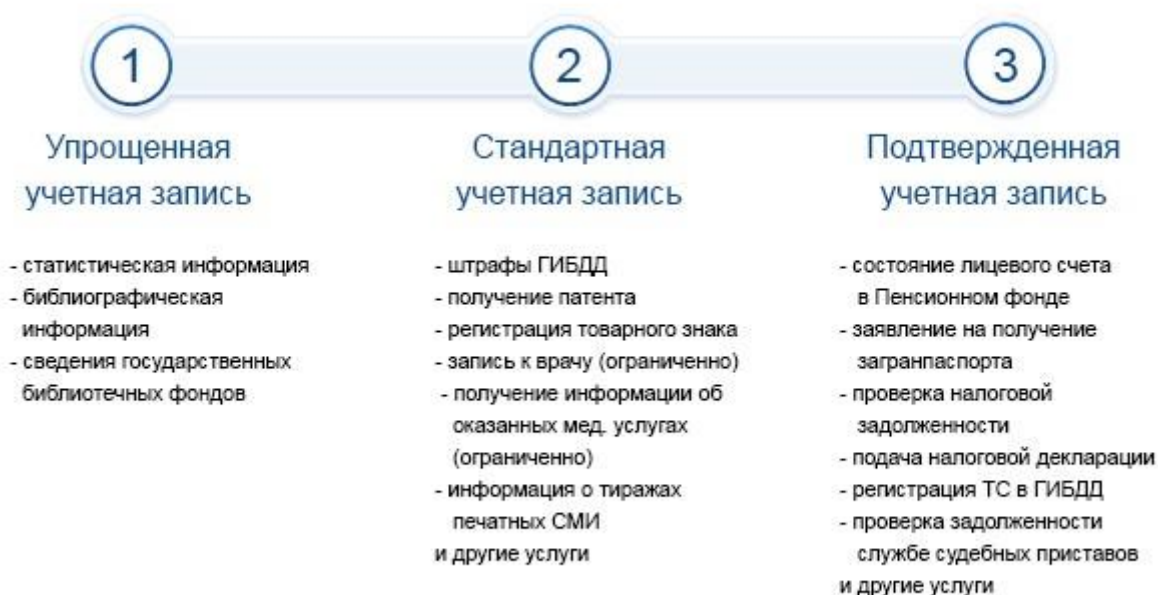 1
Упрощенная
учетная запись
- статистическая информация
- библиографическая
информация
- сведения государственных
библиотечных фондов
2
Стандартная
учетная запись
- штрафы ГИБДД
- получение патента
- регистрация товарного знака
- запись к врачу (ограниченно)
- получение информации об
оказанных мед. услугах
(ограниченно)
- информация о тиражах
печатных СМИ
и другие услуги
3
Подтвержденная
учетная запись
- состояние лицевого счета
в Пенсионном фонде
- заявление на получение
загранпаспорта
- проверка налоговой
задолженности
- подача налоговой декларации
- регистрация ТС в ГИБДД
- проверка задолженности
службе судебных приставов
и другие услуги